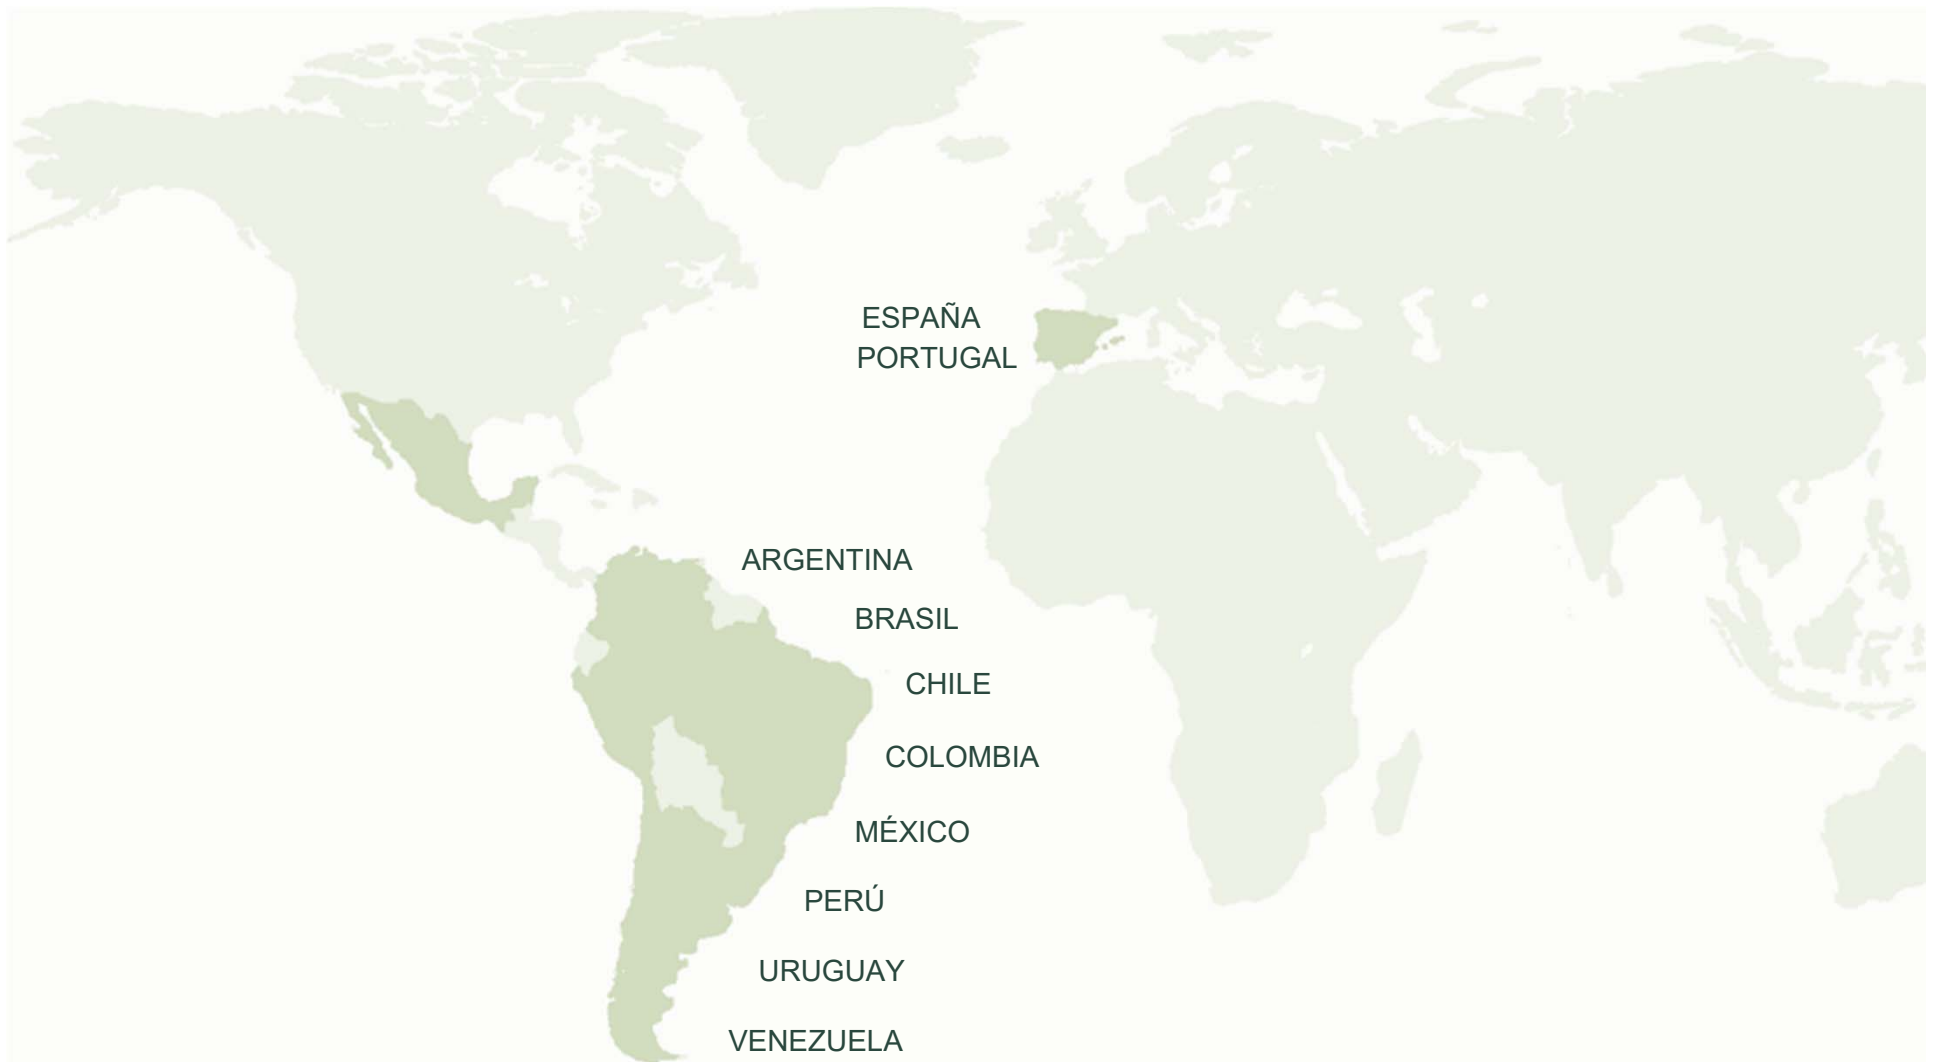 ESPAÑA
PORTUGAL
ARGENTINA
BRASIL
CHILE
COLOMBIA
MÉXICO
PERÚ
URUGUAY
VENEZUELA